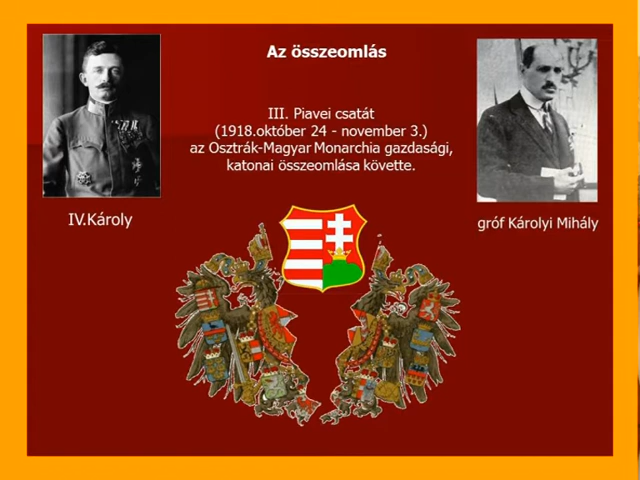 Az összeomlás
III. Piavei csatát
(1918.október 24 - november 3.)
az Osztrák-Magyar Monarchia gazdasági,
katonai összeomlása követte.
IV.Károly
gróf Károlyi Mihály